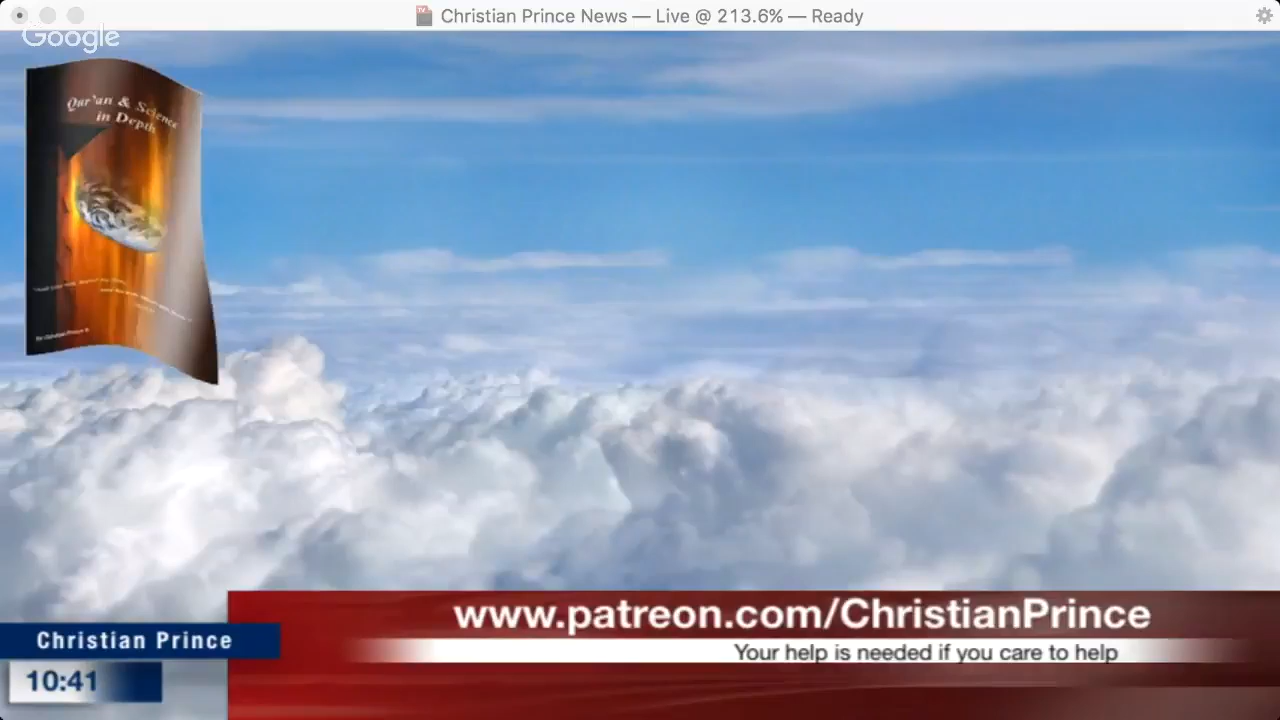 Christian Prince News — Live @ 213.6% — Ready
Google
Qur'an & Science
in Depth
www.patreon.com/ChristianPrince
Your help is needed if you care to help
Christian Prince
10:41